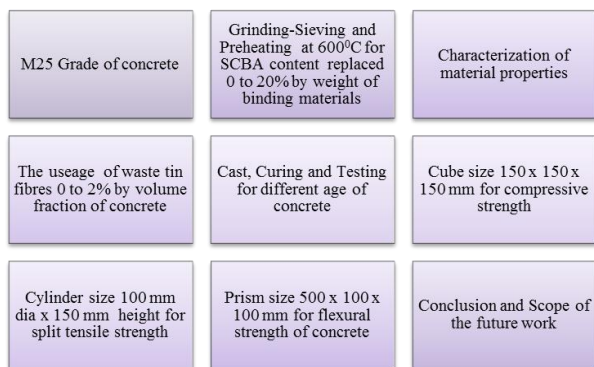 M25 Grade of concrete
Grinding-Sieving and
Preheating at 600⁰C for
SCBA content replaced
0 to 20% by weight of
binding materials
Characterization of
material properties
The useage of waste tin
fibres 0 to 2% by volume
fraction of concrete
Cast, Curing and Testing
for different age of
concrete
Cube size 150 x 150 x
150 mm for compressive
strength
Cylinder size 100 mm
dia x 150 mm height for
split tensile strength
Prism size 500 x 100 x
100 mm for flexural
strength of concrete
Conclusion and Scope of
the future work